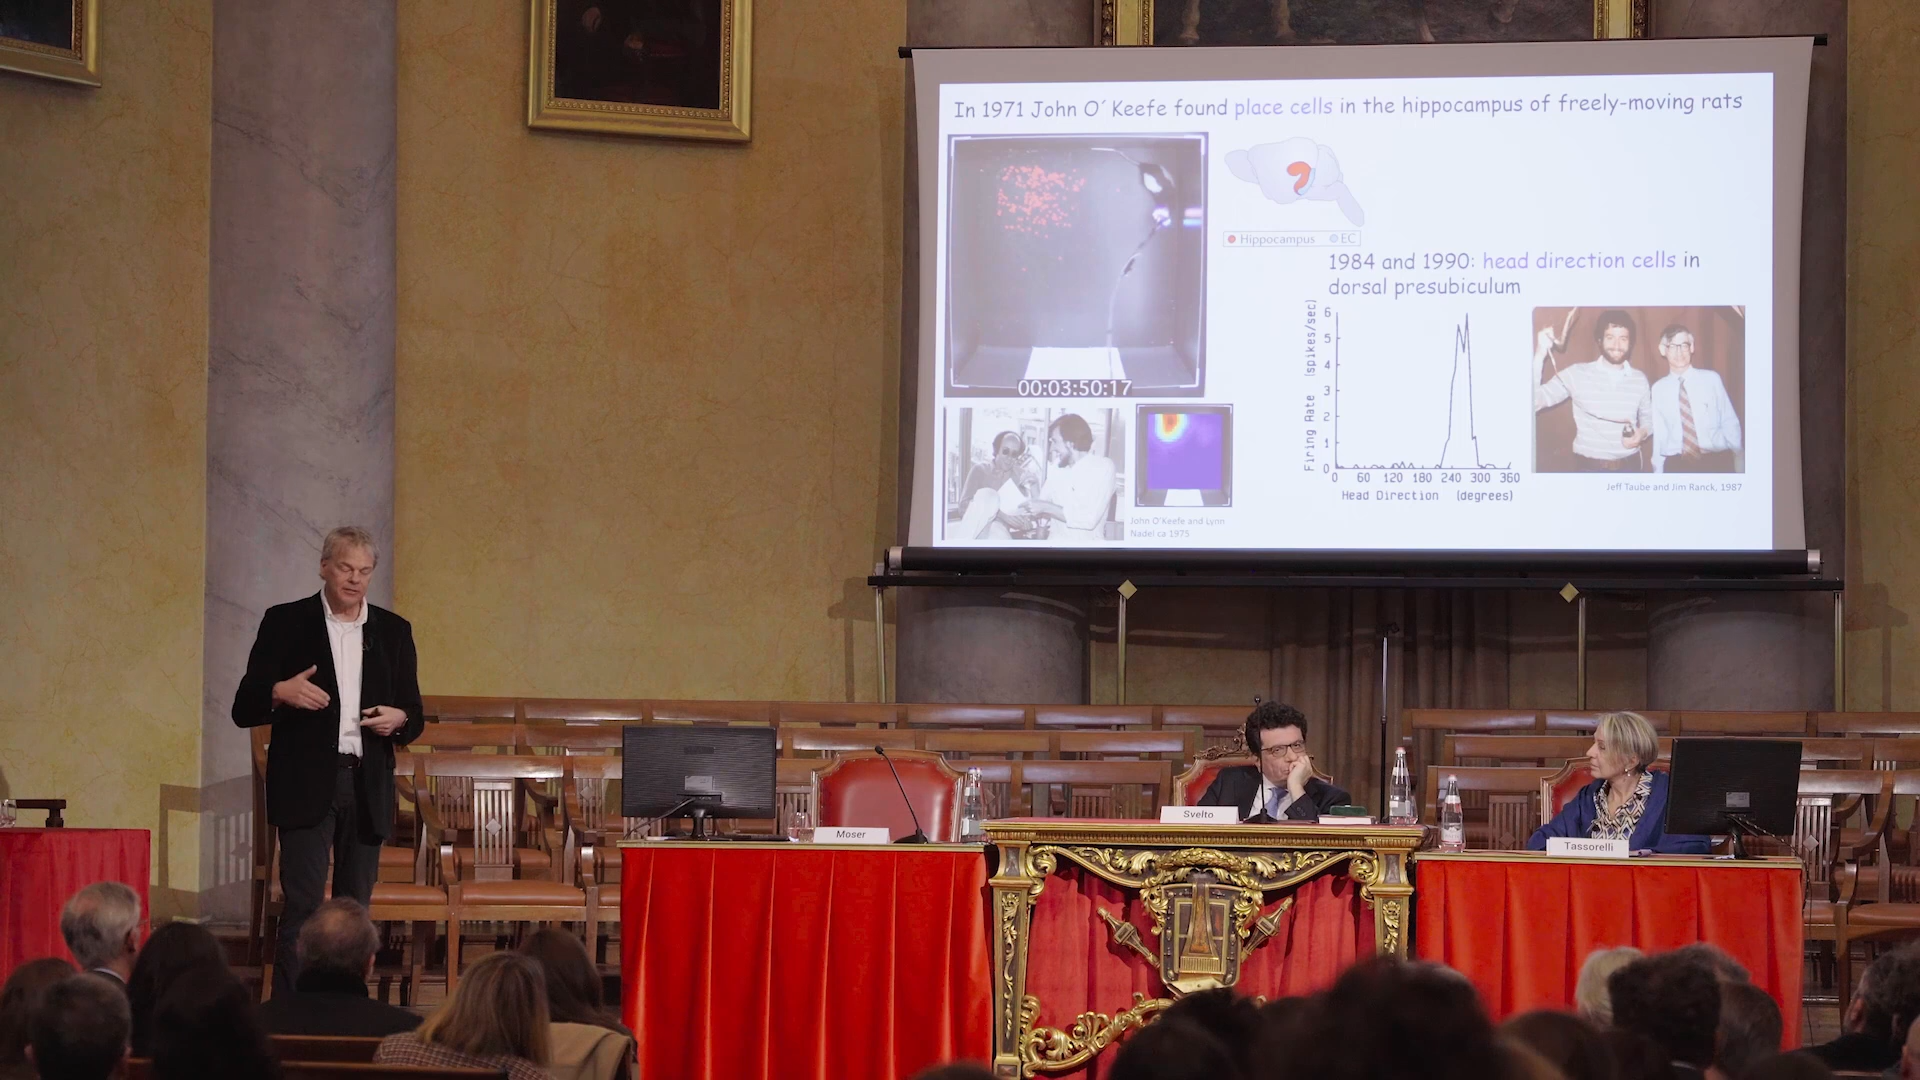 In 1971 John O´Keefe found place cells in the hippocampus of freely-moving rats
00:03:50:17
Hippocampus EC
1984 and 1990: head direction cells in
dorsal presubiculum
Firing Rate (spikes/sec)
6
5
4
3
2
1
0
0 60 120 180 240 300 360
Head Direction (degrees)
Jeff Taube and Jim Ranck, 1987
John O'Keefe and Lynn
Nadel ca 1975
Moser
Svelto
Tassorelli